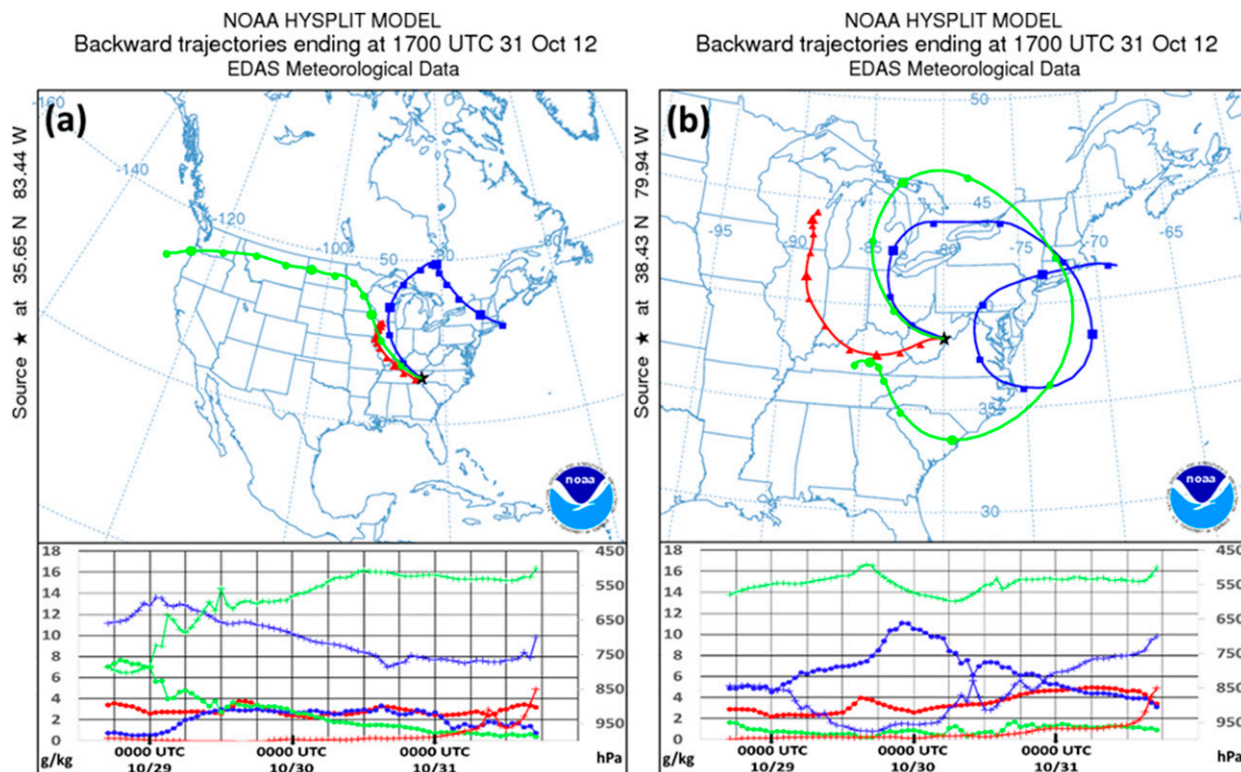 NOAA HYSPLIT MODEL
Backward trajectories ending at 1700 UTC 31 Oct 12
EDAS Meteorological Data
(a)
Source ★ at 35.65 N 83.44 W
-160
-140
-120
-100
50
noaa
18
16
14
12
10
8
6
4
2
0
g/kg
0000 UTC
10/29
0000 UTC
10/30
0000 UTC
10/31
450
550
650
750
850
950
hPa
NOAA HYSPLIT MODEL
Backward trajectories ending at 1700 UTC 31 Oct 12
EDAS Meteorological Data
(b)
Source ★ at 38.43 N 79.94 W
50
45
-95
-90
-85
-80
-75
-70
-65
35
30
noaa
18
16
14
12
10
8
6
4
2
0
g/kg
0000 UTC
10/29
0000 UTC
10/30
0000 UTC
10/31
450
550
650
750
850
950
hPa